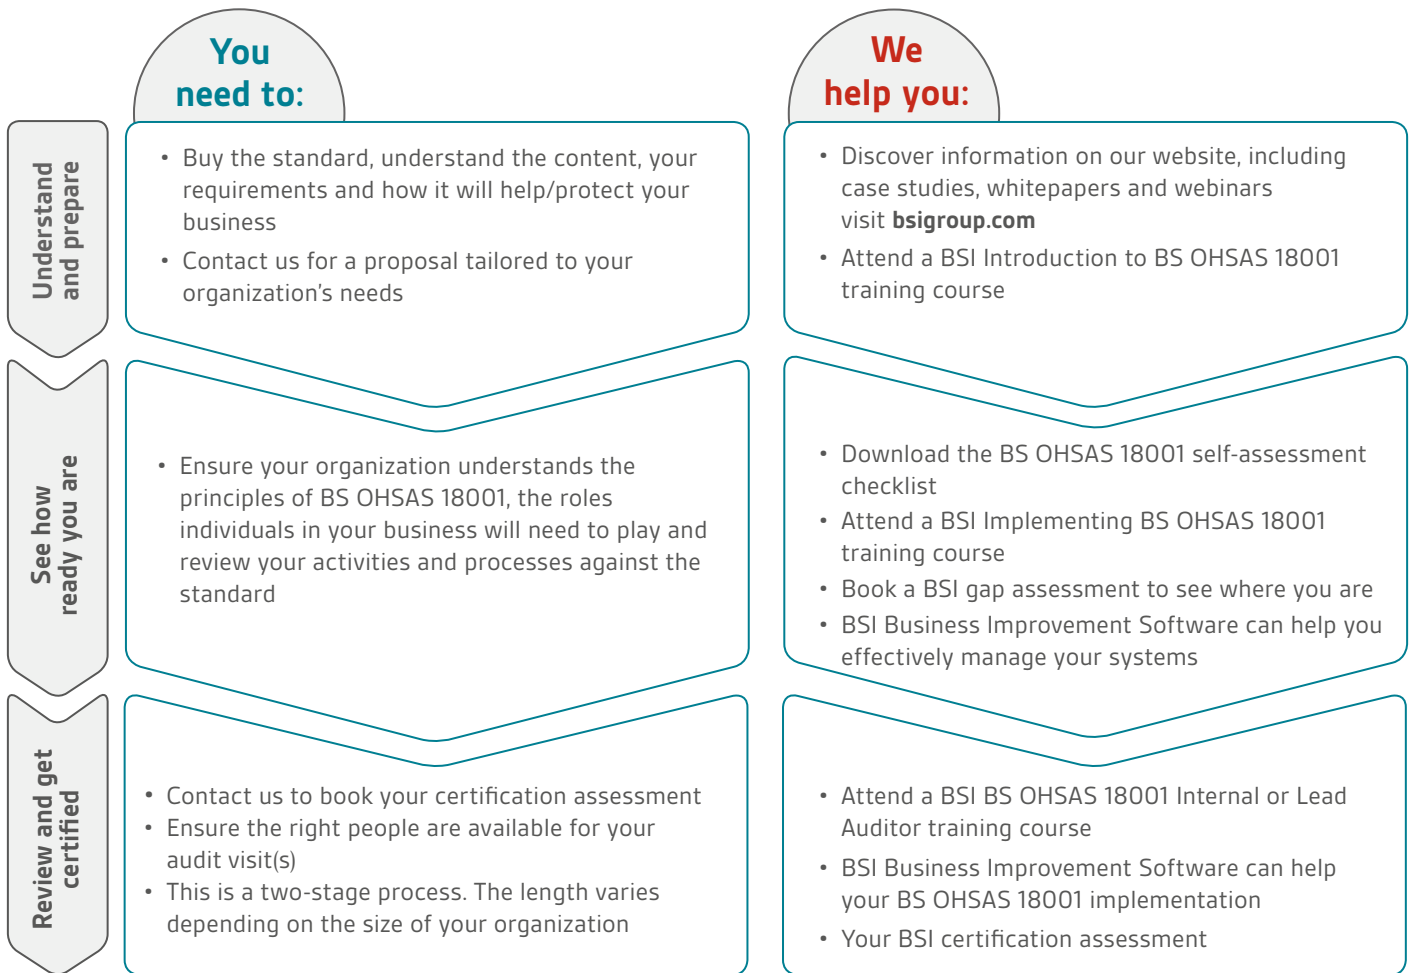 You
need to:
We
help you:
Understand
and prepare
• Buy the standard, understand the content, your
requirements and how it will help/protect your
business
• Contact us for a proposal tailored to your
organization’s needs
• Discover information on our website, including
case studies, whitepapers and webinars
visit bsigroup.com
• Attend a BSI Introduction to BS OHSAS 18001
training course
See how
ready you are
• Ensure your organization understands the
principles of BS OHSAS 18001, the roles
individuals in your business will need to play and
review your activities and processes against the
standard
• Download the BS OHSAS 18001 self-assessment
checklist
• Attend a BSI Implementing BS OHSAS 18001
training course
• Book a BSI gap assessment to see where you are
• BSI Business Improvement Software can help you
effectively manage your systems
Review and get
certified
• Contact us to book your certification assessment
• Ensure the right people are available for your
audit visit(s)
• This is a two-stage process. The length varies
depending on the size of your organization
• Attend a BSI BS OHSAS 18001 Internal or Lead
Auditor training course
• BSI Business Improvement Software can help
your BS OHSAS 18001 implementation
• Your BSI certification assessment